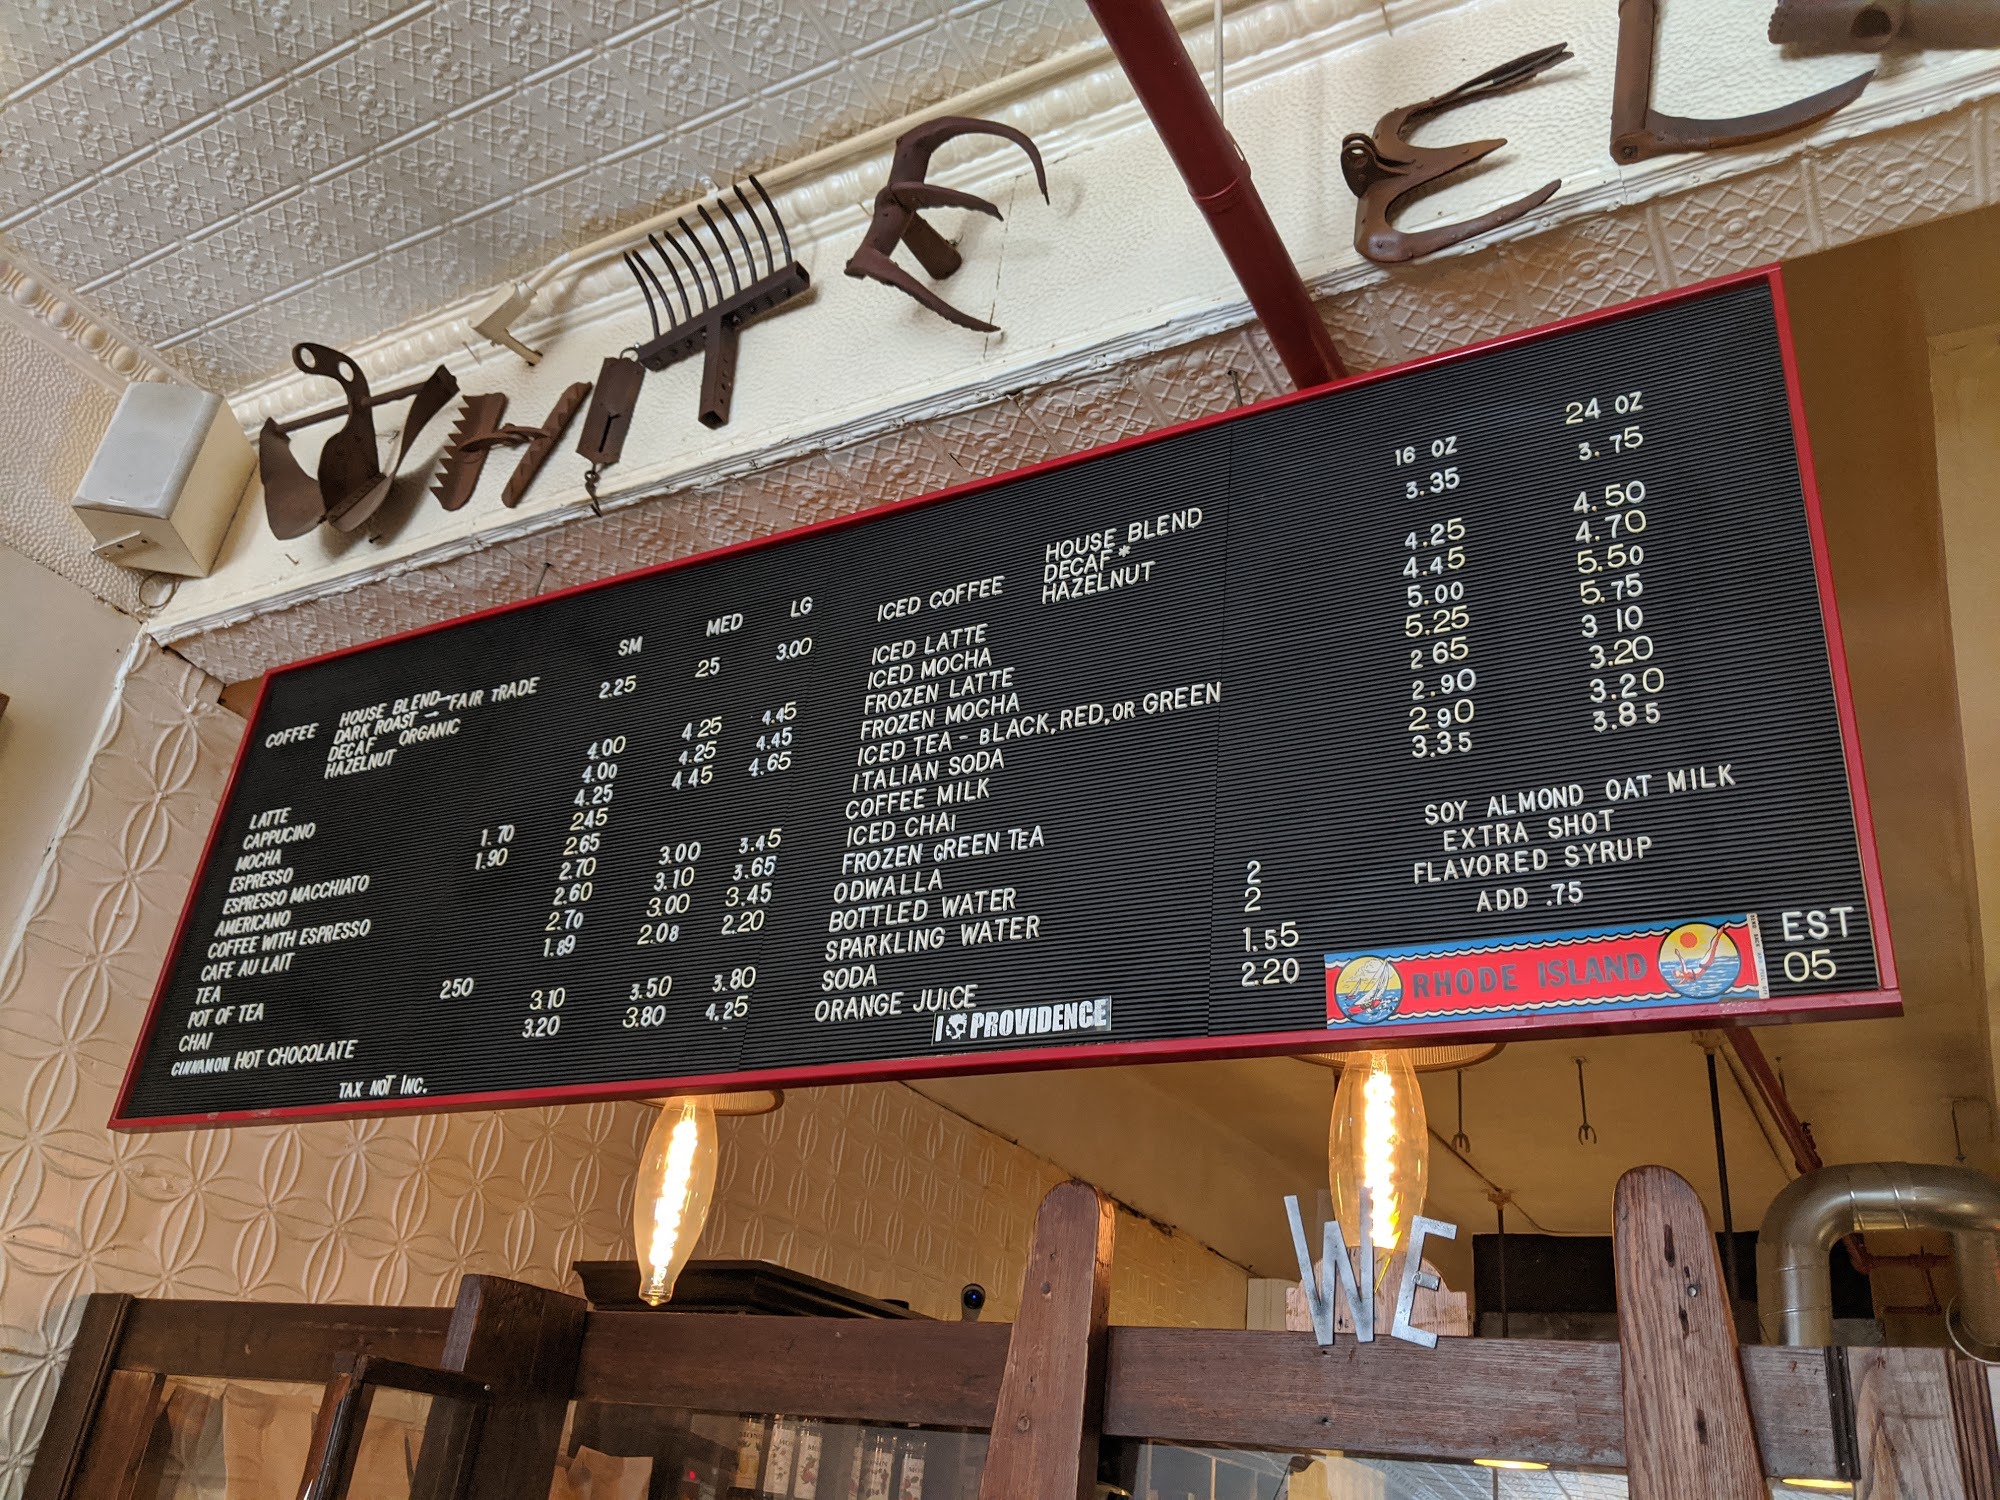 WHITE EL
SM MED LG
COFFEE HOUSE BLEND-FAIR TRADE 2.25 25 3.00
DARK ROAST -
DECAF ORGANIC
HAZELNUT
LATTE 4.00 4.25 4.45
CAPPUCINO 4.00 4.25 4.45
MOCHA 4.25 4 45 4.65
ESPRESSO 1.70 2.45
ESPRESSO MACCHIATO 1.90 2.65
AMERICANO 2.70 3.00 3.45
COFFEE WITH ESPRESSO 2.60 3.10 3.65
CAFE AU LAIT 2.70 3.00 3.45
TEA 1.89 2.08 2.20
POT OF TEA 250
CHAI 3.10 3.50 3.80
CINNAMON HOT CHOCOLATE 3.20 3.80 4.25
TAX NOT INC.
16 OZ 24 OZ
ICED COFFEE HOUSE BLEND 3.35 3.75
DECAF *
HAZELNUT
ICED LATTE 4.25 4.50
ICED MOCHA 4.45 4.70
FROZEN LATTE 5.00 5.50
FROZEN MOCHA 5.25 5.75
ICED TEA - BLACK, RED, OR GREEN 2 65 3 10
ITALIAN SODA 2.90 3.20
COFFEE MILK 2.90 3.20
ICED CHAI 3.35 3.85
FROZEN GREEN TEA
ODWALLA
BOTTLED WATER 2
SPARKLING WATER 2
SODA 1.55
ORANGE JUICE 2.20
SOY ALMOND OAT MILK
EXTRA SHOT
FLAVORED SYRUP
ADD .75
I PROVIDENCE
RHODE ISLAND
EST
05
WE